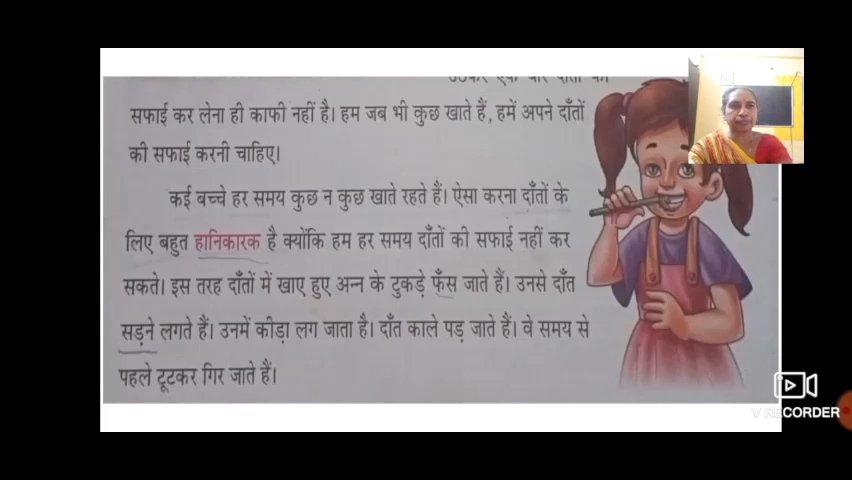 सफाई कर लेना ही काफी नहीं है। हम जब भी कुछ खाते हैं, हमें अपने दाँतों
की सफाई करनी चाहिए।
कई बच्चे हर समय कुछ न कुछ खाते रहते हैं। ऐसा करना दाँतों के
लिए बहुत हानिकारक है क्योंकि हम हर समय दाँतों की सफाई नहीं कर
सकते। इस तरह दाँतों में खाए हुए अन्न के टुकड़े फँस जाते हैं। उनसे दाँत
सड़ने लगते हैं। उनमें कीड़ा लग जाता है। दाँत काले पड़ जाते हैं। वे समय से
पहले टूटकर गिर जाते हैं।
V RECORDER